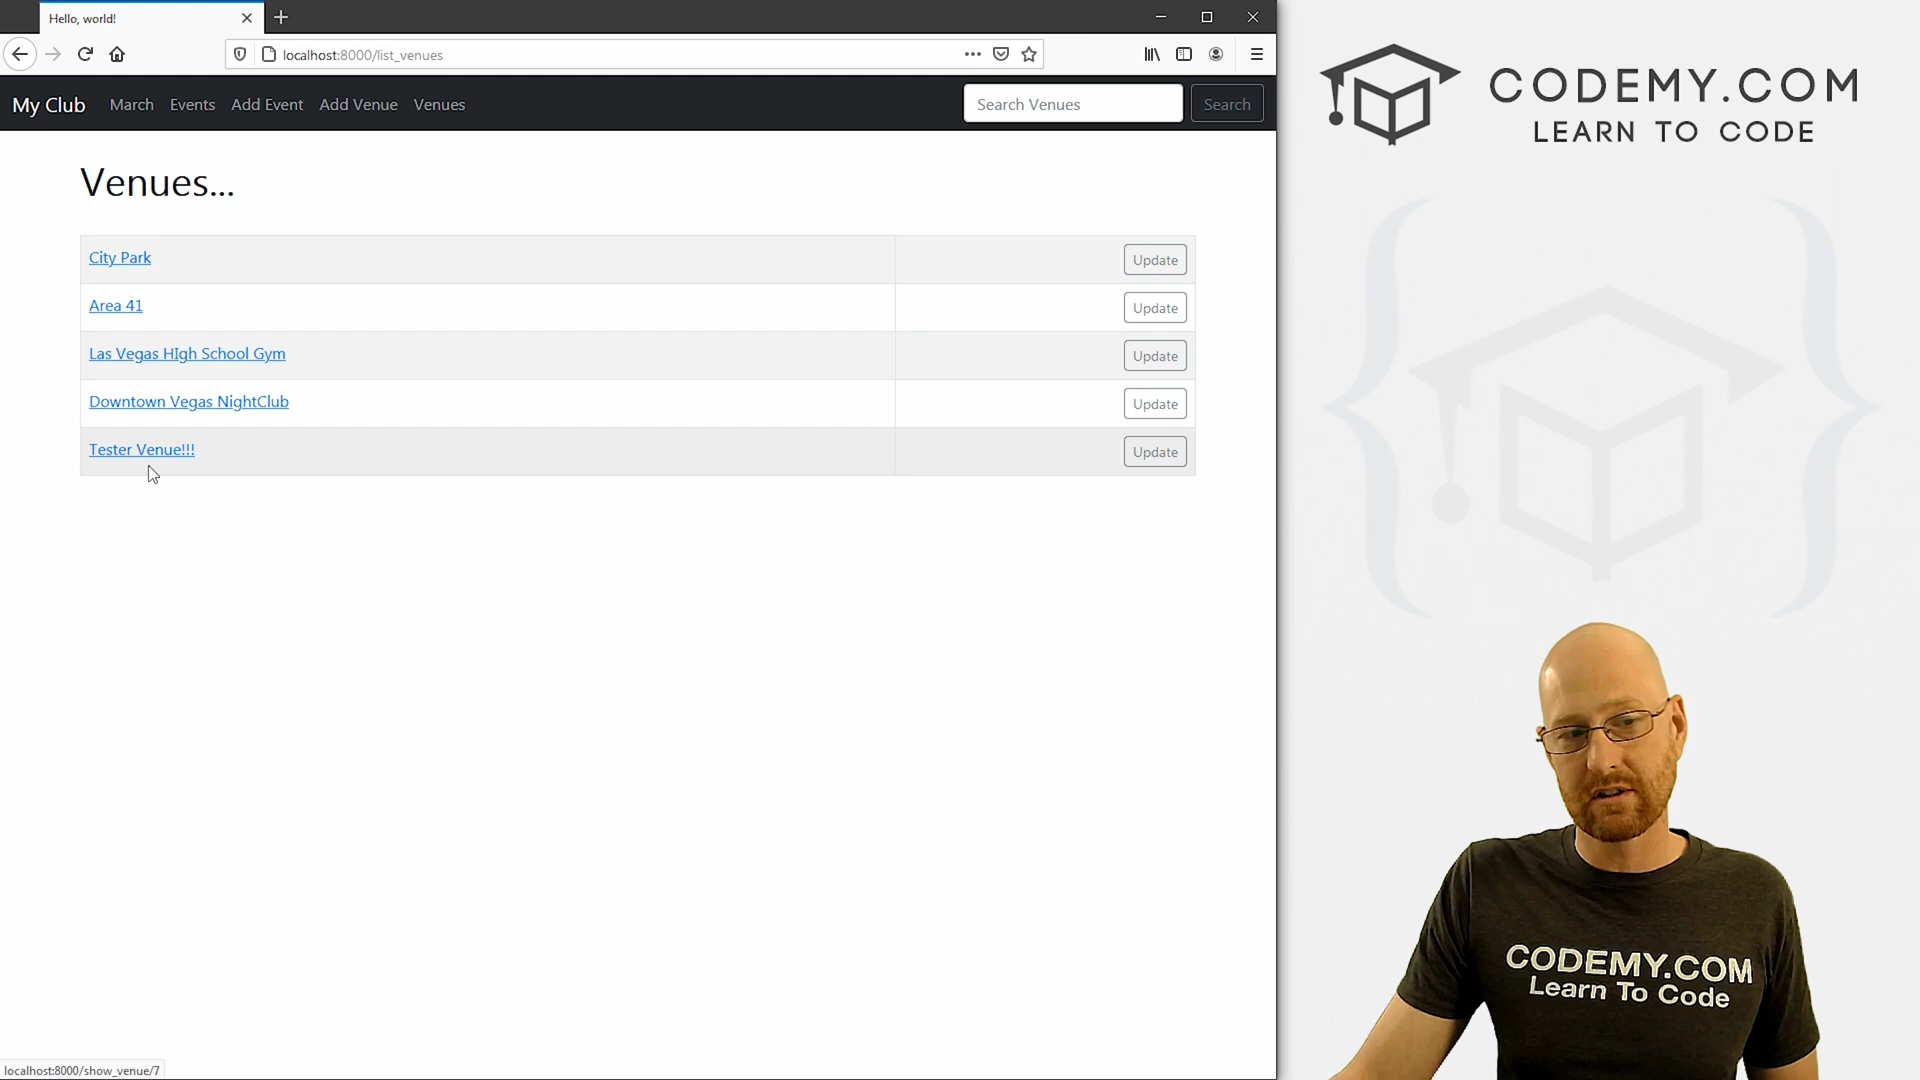 Hello, world!
localhost:8000/list_venues
My Club March Events Add Event Add Venue Venues Search Venues Search
Venues...
City Park Update
Area 41 Update
Las Vegas HIgh School Gym Update
Downtown Vegas NightClub Update
Tester Venue!!! Update
localhost:8000/show_venue/7
CODEMY.COM
LEARN TO CODE
CODEMY.COM
Learn To Code